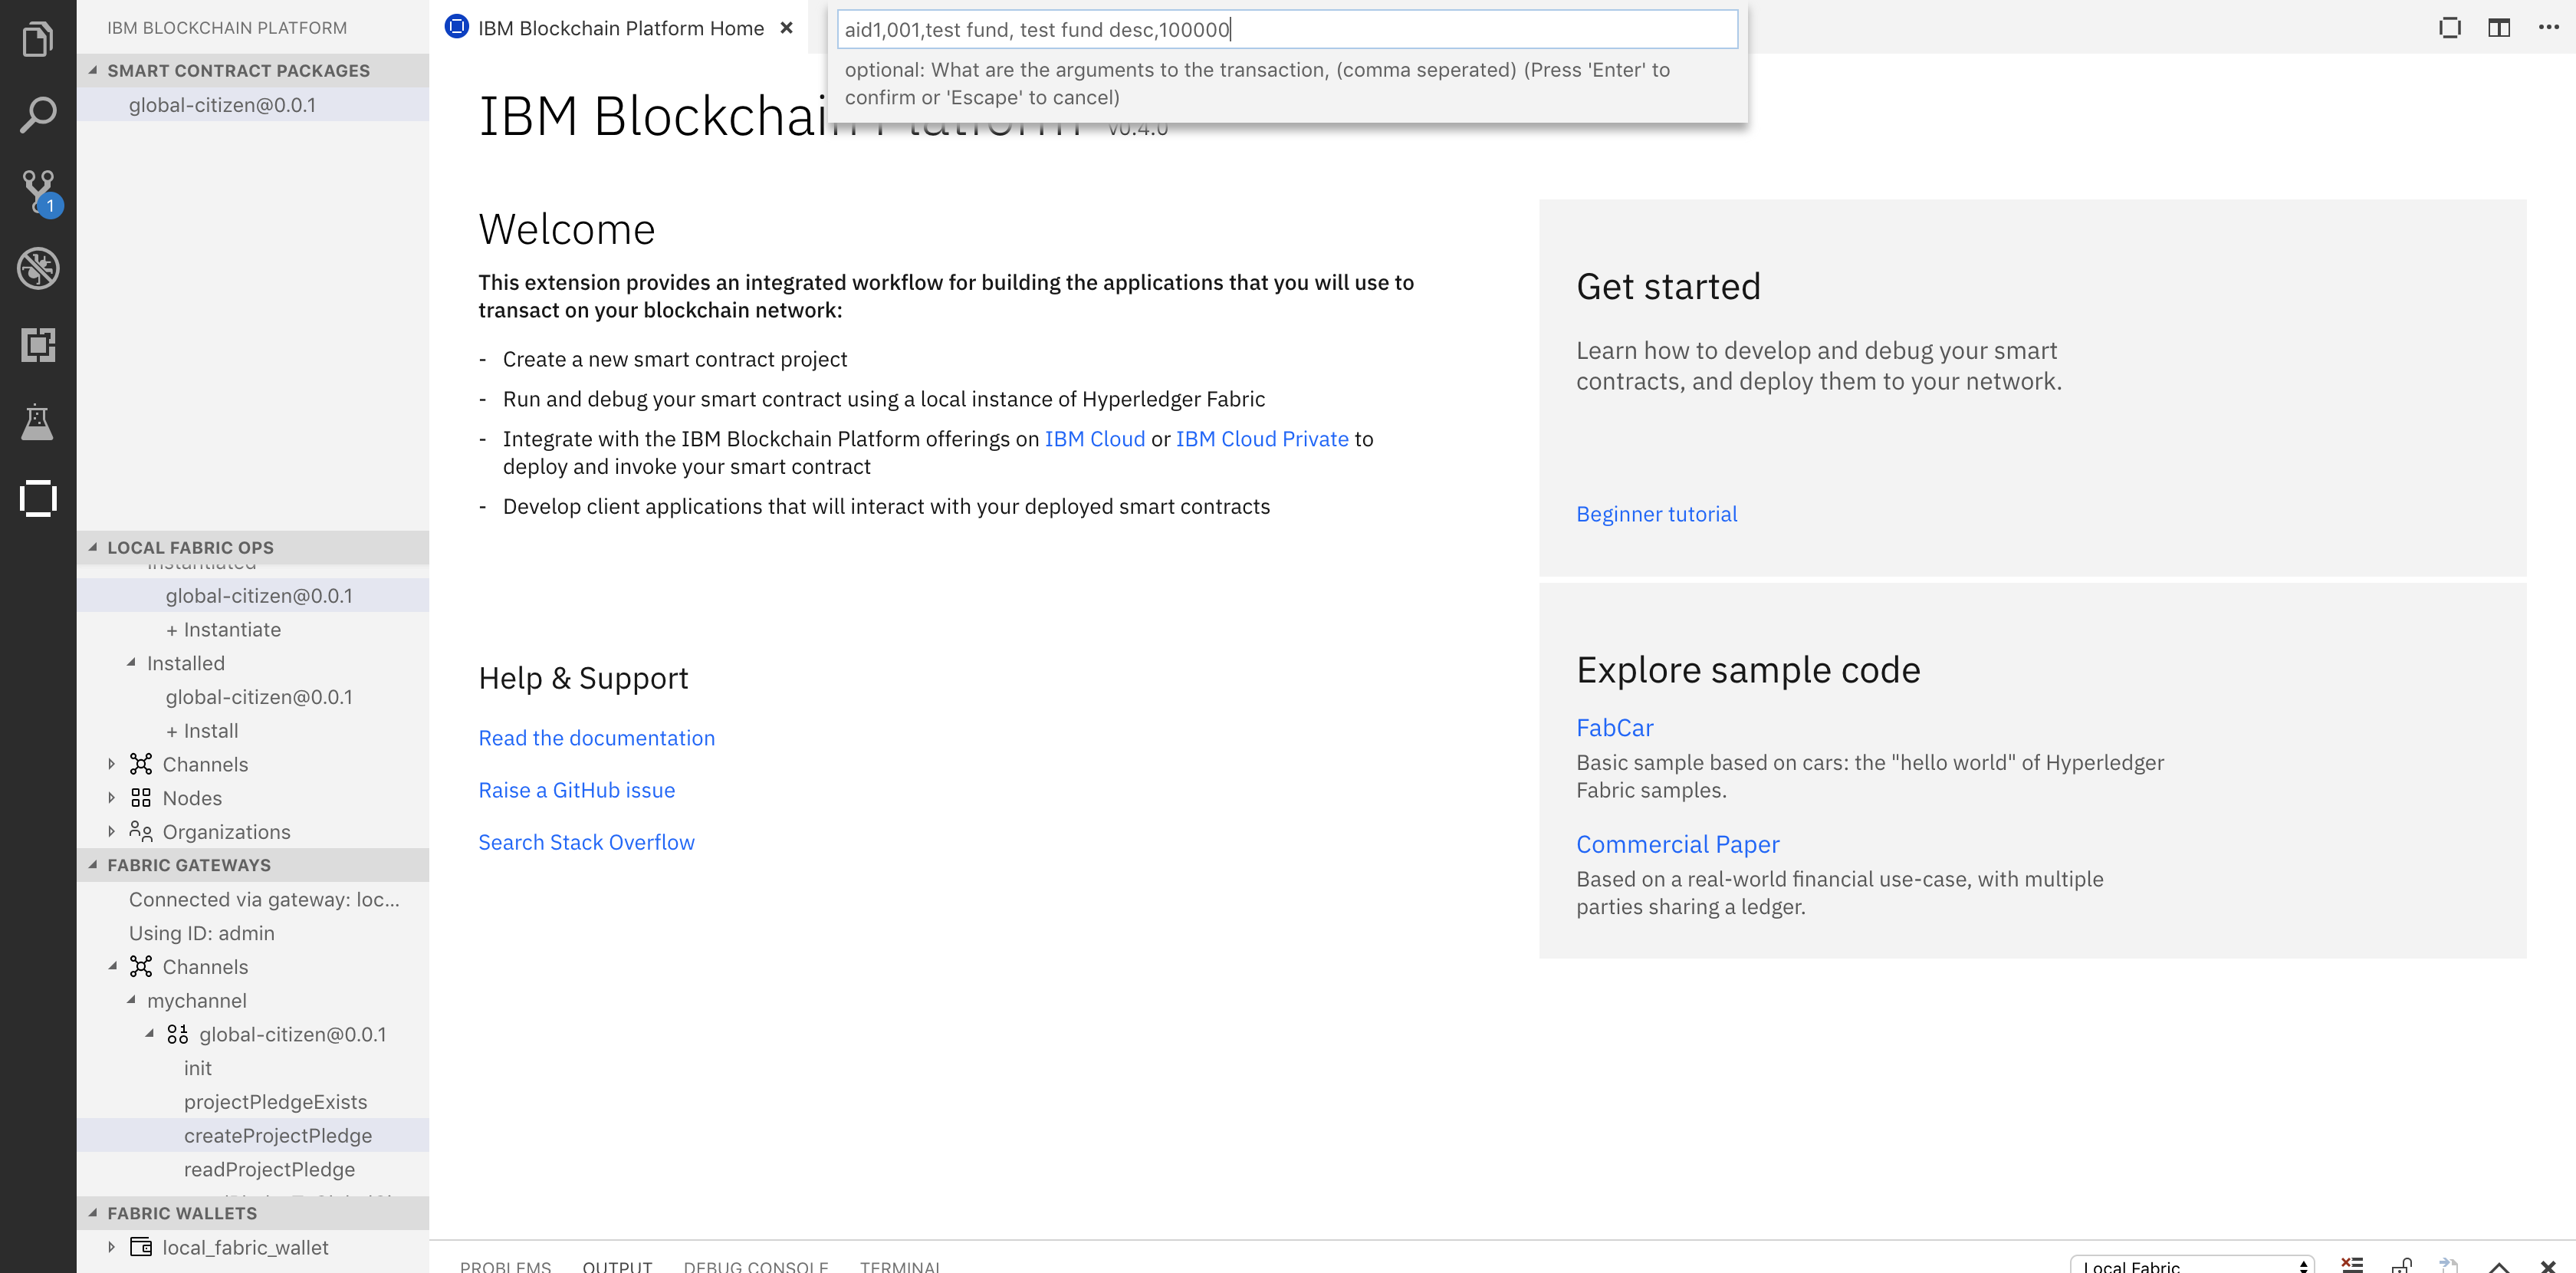 IBM BLOCKCHAIN PLATFORM
SMART CONTRACT PACKAGES
global-citizen@0.0.1
1
LOCAL FABRIC OPS
Instantiated
global-citizen@0.0.1
+ Instantiate
Installed
global-citizen@0.0.1
+ Install
Channels
Nodes
Organizations
FABRIC GATEWAYS
Connected via gateway: loc...
Using ID: admin
Channels
mychannel
global-citizen@0.0.1
init
projectPledgeExists
createProjectPledge
readProjectPledge
FABRIC WALLETS
local_fabric_wallet
IBM Blockchain Platform Home
aid1,001,test fund, test fund desc,100000
optional: What are the arguments to the transaction, (comma seperated) (Press 'Enter' to
confirm or 'Escape' to cancel)
IBM Blockchain Platform v0.4.0
Welcome
This extension provides an integrated workflow for building the applications that you will use to
transact on your blockchain network:
- Create a new smart contract project
- Run and debug your smart contract using a local instance of Hyperledger Fabric
- Integrate with the IBM Blockchain Platform offerings on IBM Cloud or IBM Cloud Private to
deploy and invoke your smart contract
- Develop client applications that will interact with your deployed smart contracts
Help & Support
Read the documentation
Raise a GitHub issue
Search Stack Overflow
Get started
Learn how to develop and debug your smart
contracts, and deploy them to your network.
Beginner tutorial
Explore sample code
FabCar
Basic sample based on cars: the "hello world" of Hyperledger
Fabric samples.
Commercial Paper
Based on a real-world financial use-case, with multiple
parties sharing a ledger.
PROBLEMS OUTPUT DEBUG CONSOLE TERMINAL
Local Fabric